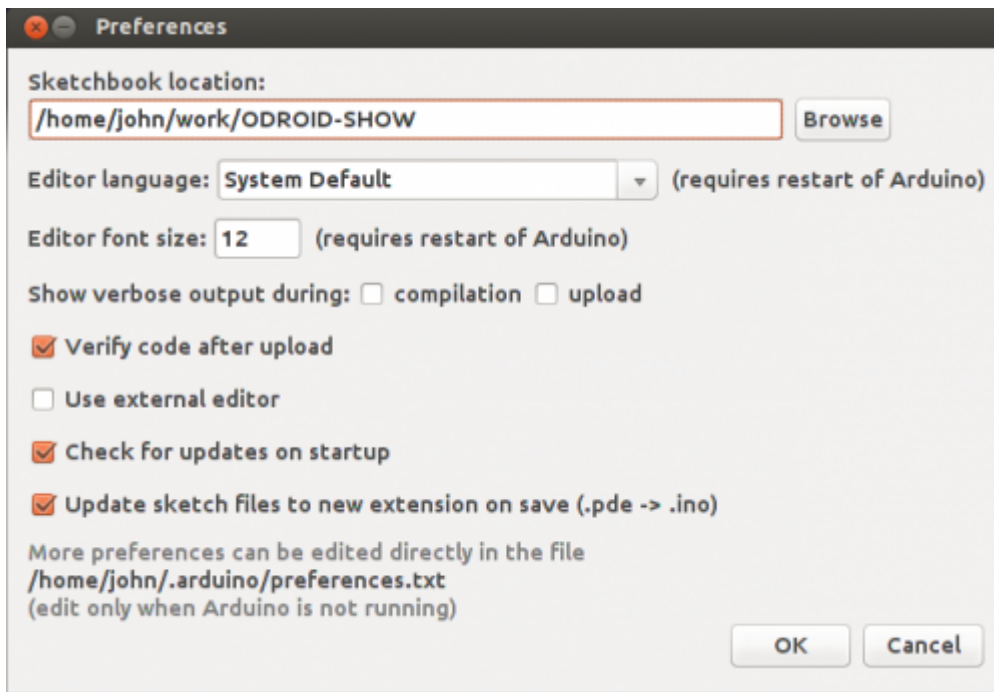 Preferences
Sketchbook location:
/home/john/work/ODROID-SHOW Browse
Editor language: System Default (requires restart of Arduino)
Editor font size: 12 (requires restart of Arduino)
Show verbose output during: compilation upload
Verify code after upload
Use external editor
Check for updates on startup
Update sketch files to new extension on save (.pde -> .ino)
More preferences can be edited directly in the file
/home/john/.arduino/preferences.txt
(edit only when Arduino is not running)
OK Cancel